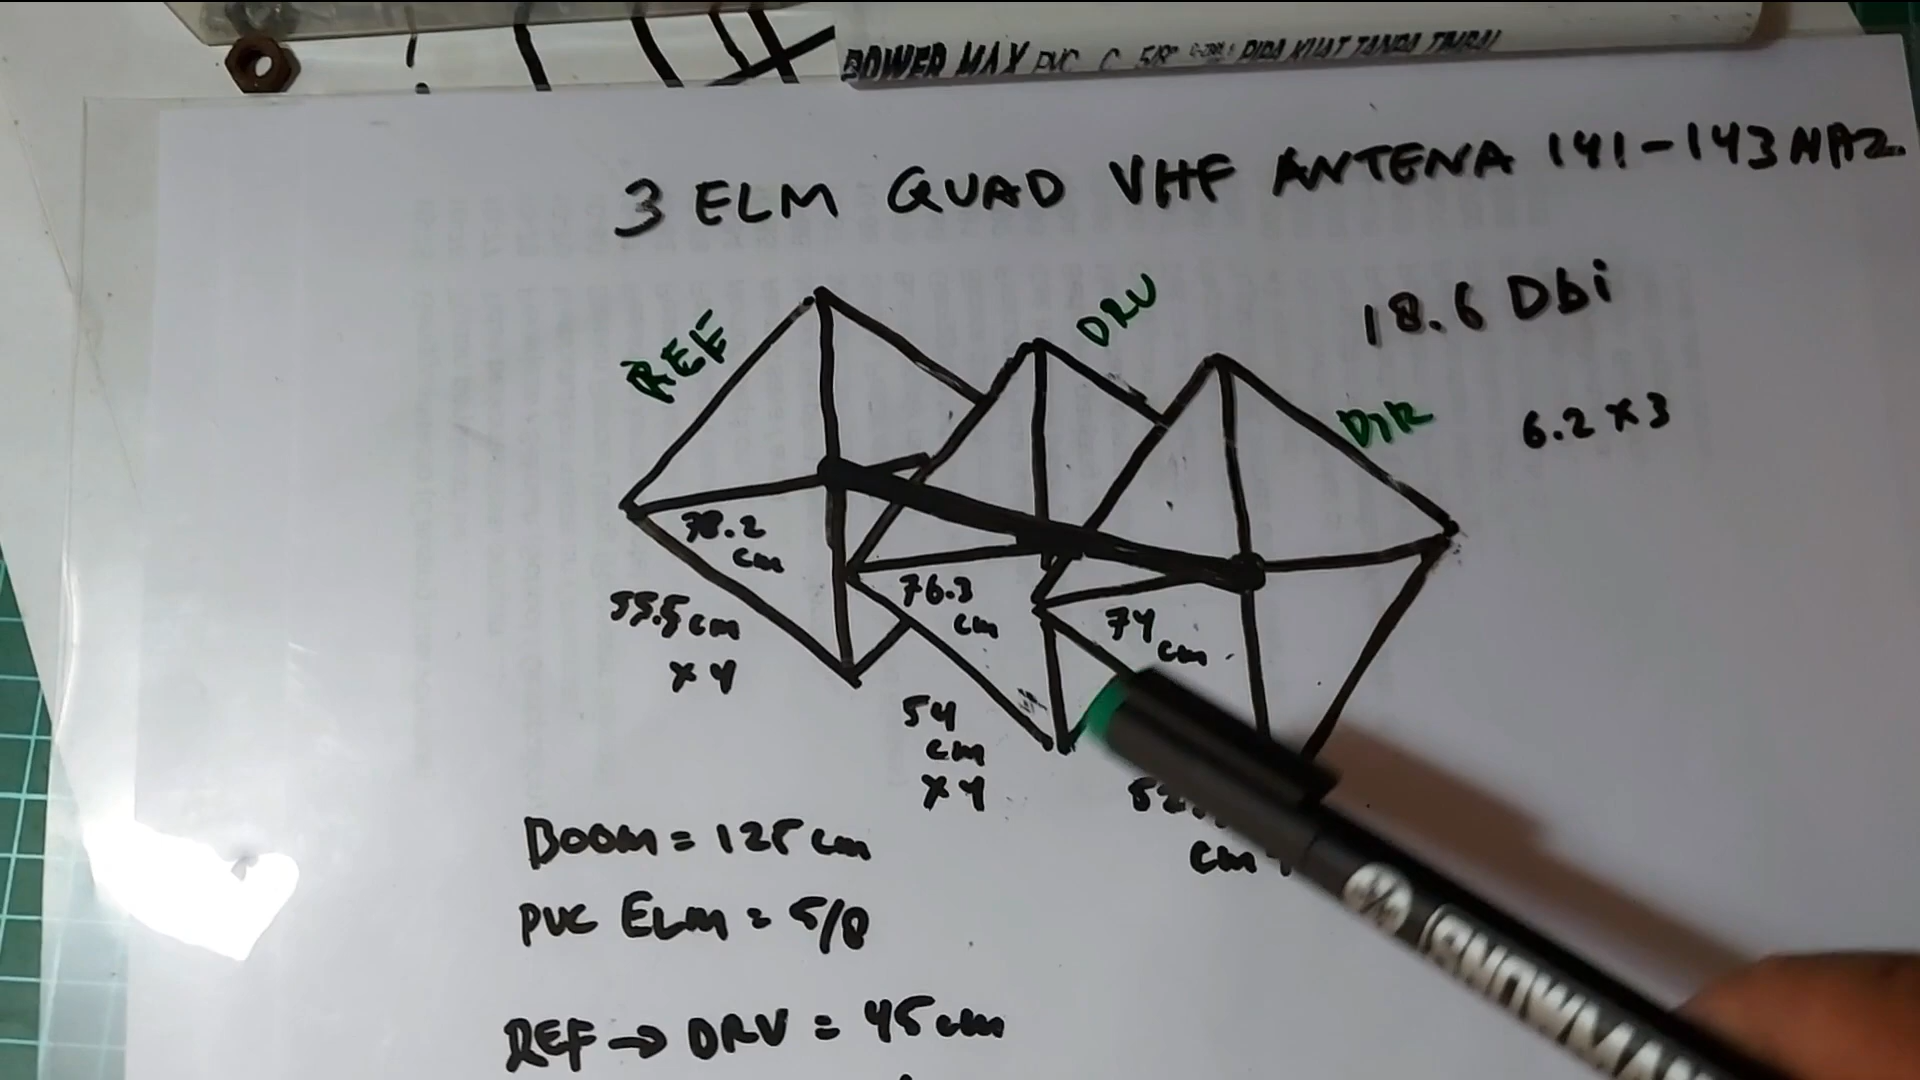 POWER MAX PVC C 5/8" PIPA KUAT TANPA TIMBAL
3 ELM QUAD VHF ANTENA 141-143 MHZ.
18.6 Dbi
6.2 x 3
REF
DRV
DIR
78.2
cm
55.5 cm
x 4
76.3
cm
54
cm
x 4
74
cm
cm
BOOM = 125 cm
PVC ELM = 5/8
REF → DRV = 45 cm
SNOWMAN